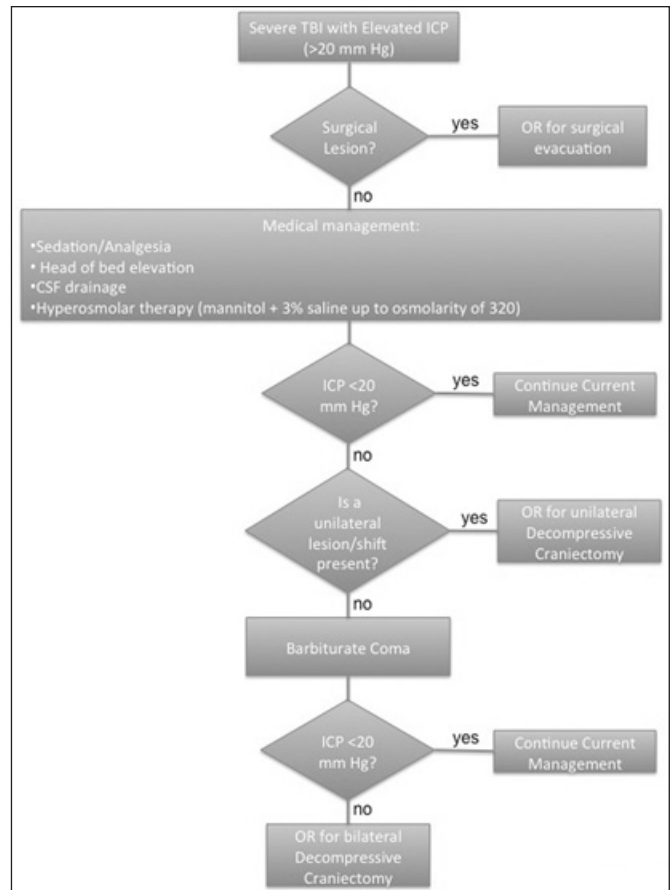 Severe TBI with Elevated ICP
(>20 mm Hg)
Surgical
Lesion?
yes
OR for surgical
evacuation
no
Medical management:
•Sedation/Analgesia
• Head of bed elevation
•CSF drainage
•Hyperosmolar therapy (mannitol + 3% saline up to osmolarity of 320)
ICP <20
mm Hg?
yes
Continue Current
Management
no
Is a
unilateral
lesion/shift
present?
yes
OR for unilateral
Decompressive
Craniectomy
no
Barbiturate Coma
ICP <20
mm Hg?
yes
Continue Current
Management
no
OR for bilateral
Decompressive
Craniectomy